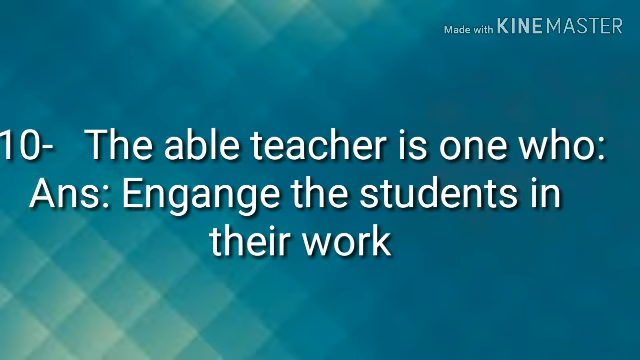 Made with KINEMASTER
10- The able teacher is one who:
Ans: Engange the students in
their work